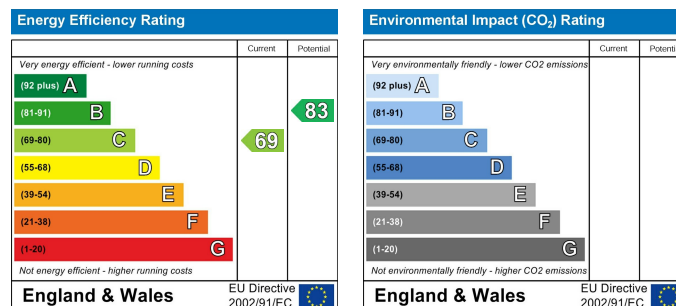 Energy Efficiency Rating
Current Potential
Very energy efficient - lower running costs
(92 plus) A
(81-91) B 83
(69-80) C 69
(55-68) D
(39-54) E
(21-38) F
(1-20) G
Not energy efficient - higher running costs
England & Wales
EU Directive
2002/91/EC
Environmental Impact (CO₂) Rating
Current Potenti
Very environmentally friendly - lower CO2 emissions
(92 plus) A
(81-91) B
(69-80) C
(55-68) D
(39-54) E
(21-38) F
(1-20) G
Not environmentally friendly - higher CO2 emissions
England & Wales
EU Directive
2002/91/EC